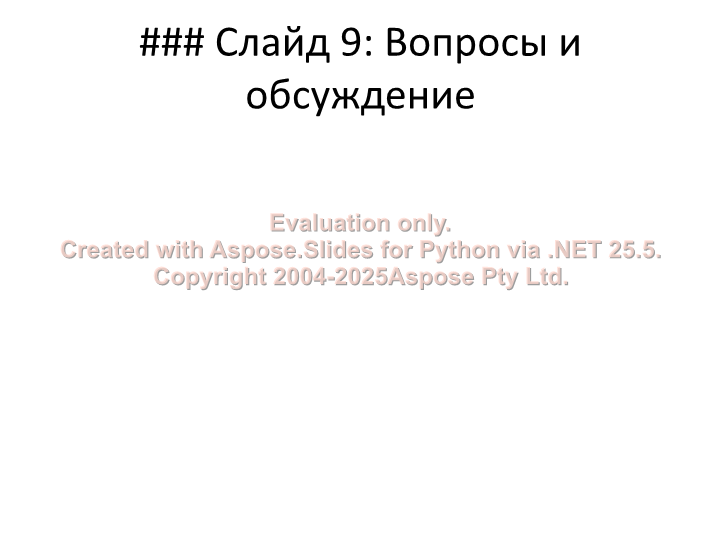 ### Слайд 9: Вопросы и
обсуждение
Evaluation only.
Created with Aspose.Slides for Python via .NET 25.5.
Copyright 2004-2025Aspose Pty Ltd.